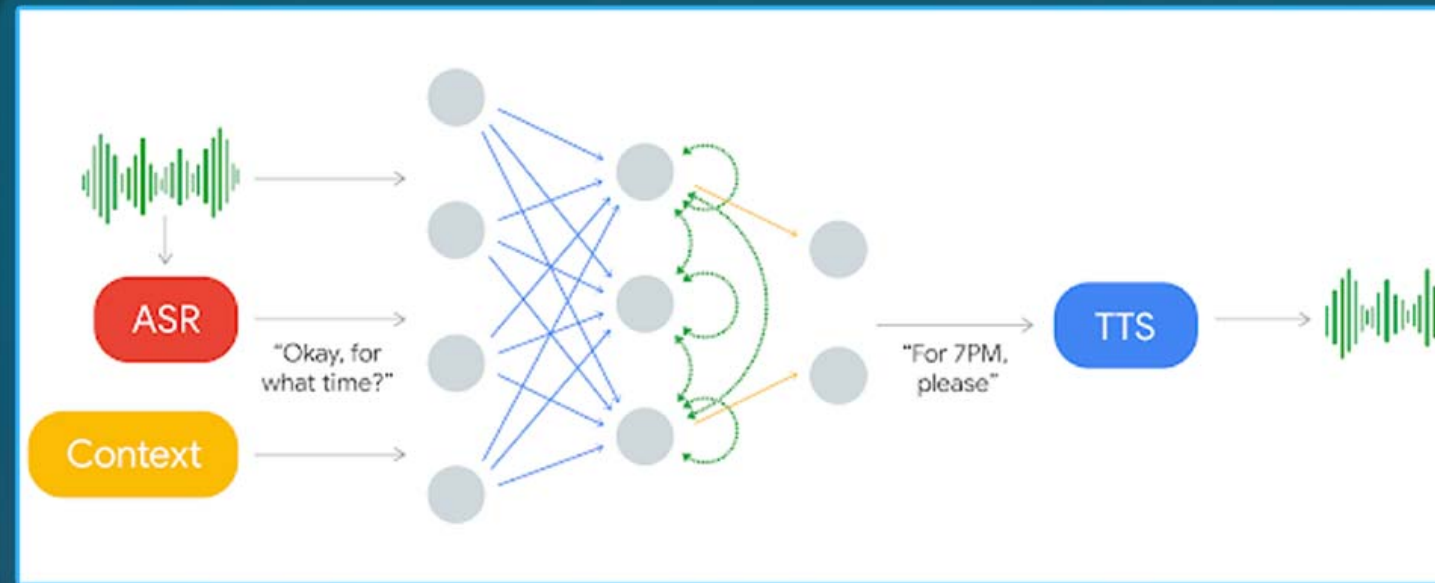 ASR
"Okay, for
what time?"
Context
"For 7PM,
please"
TTS